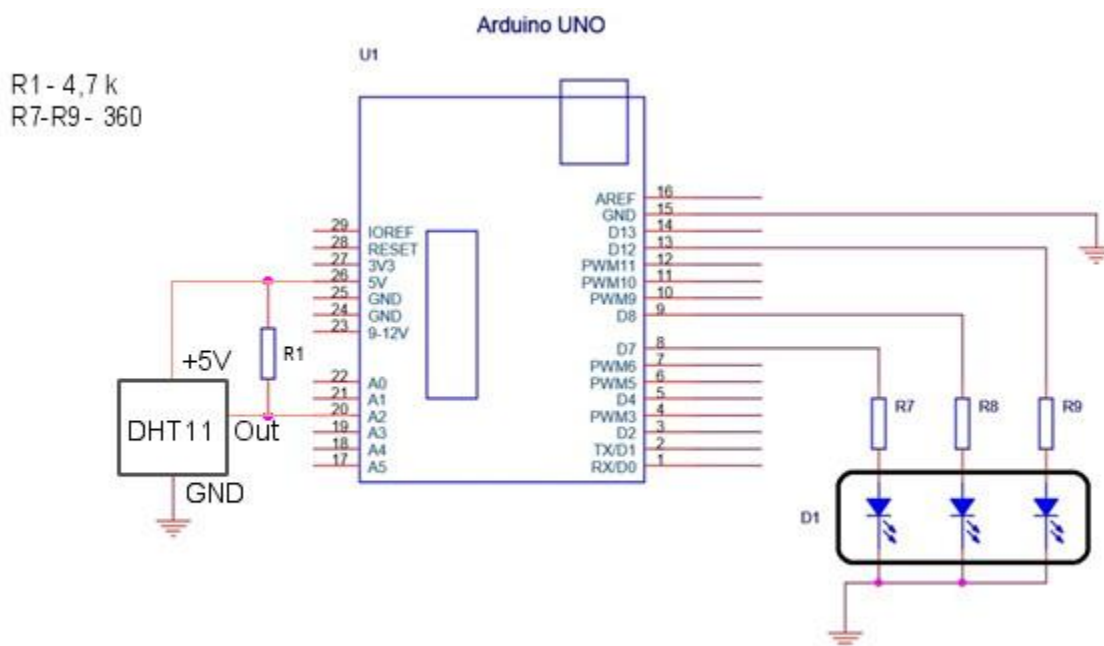 Arduino UNO
U1
R1 - 4,7 k
R7-R9 - 360
29 IOREF
28 RESET
27 3V3
26 5V
25 GND
24 GND
23 9-12V
22 A0
21 A1
20 A2
19 A3
18 A4
17 A5
AREF 16
GND 15
D13 14
D12 13
PWM11 12
PWM10 11
PWM9 10
D8 9
D7 8
PWM6 7
PWM5 6
D4 5
PWM3 4
D2 3
TX/D1 2
RX/D0 1
R1
+5V
DHT11 Out
GND
R7 R8 R9
D1